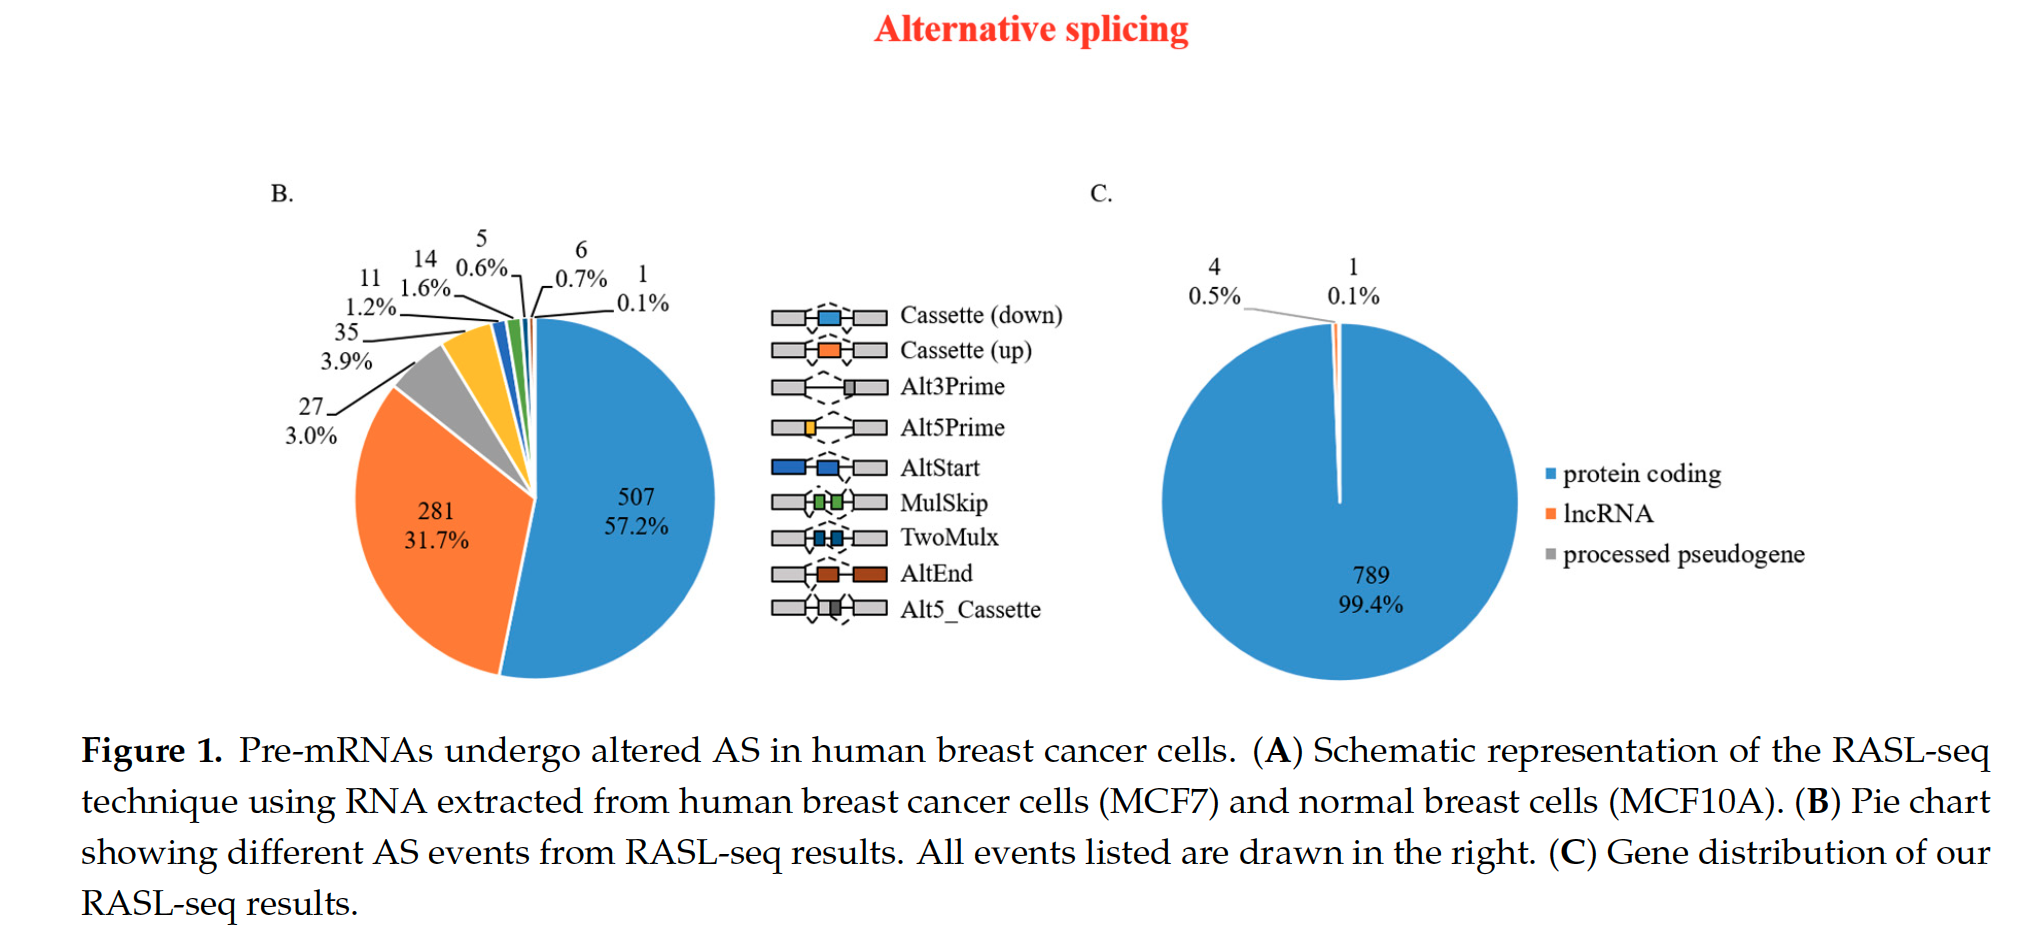 Alternative splicing
B.
5
0.6%
6
0.7%
14
1.6%
11
1.2%
1
0.1%
35
3.9%
27
3.0%
281
31.7%
507
57.2%
Cassette (down)
Cassette (up)
Alt3Prime
Alt5Prime
AltStart
MulSkip
TwoMulx
AltEnd
Alt5_Cassette
C.
4
0.5%
1
0.1%
789
99.4%
protein coding
lncRNA
processed pseudogene
Figure 1. Pre-mRNAs undergo altered AS in human breast cancer cells. (A) Schematic representation of the RASL-seq
technique using RNA extracted from human breast cancer cells (MCF7) and normal breast cells (MCF10A). (B) Pie chart
showing different AS events from RASL-seq results. All events listed are drawn in the right. (C) Gene distribution of our
RASL-seq results.